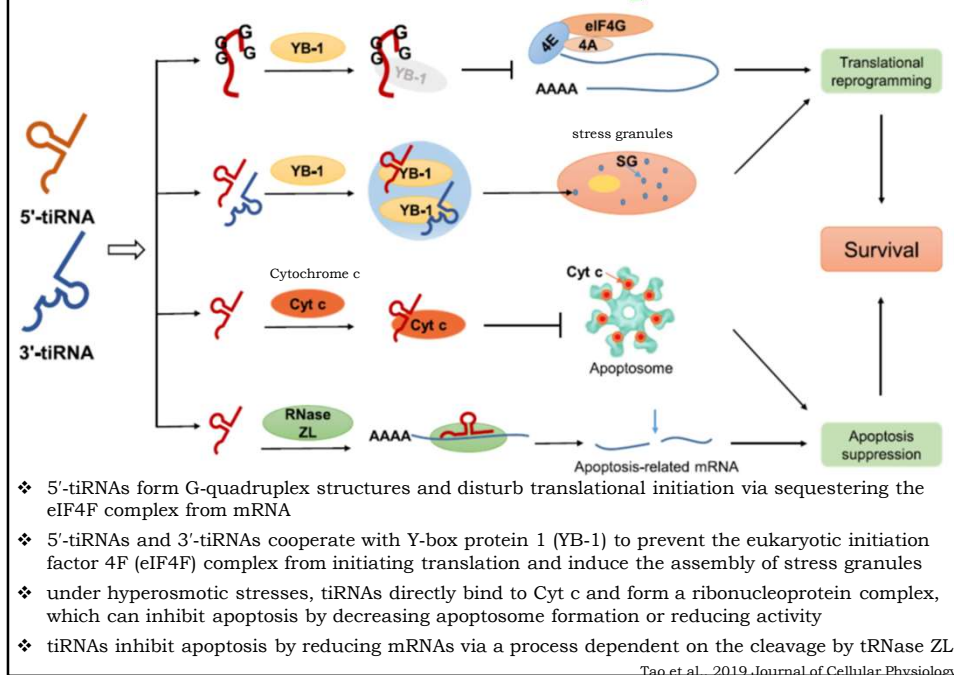 G
G
G
G
YB-1
G
G
G
G
YB-1
4E
eIF4G
4A
AAAA
Translational
reprogramming
5'-tiRNA
3'-tiRNA
YB-1
YB-1
YB-1
stress granules
SG
Survival
Cytochrome c
Cyt c
Cyt c
Cyt c
Apoptosome
RNase
ZL
AAAA
Apoptosis-related mRNA
Apoptosis
suppression
❖ 5′-tiRNAs form G-quadruplex structures and disturb translational initiation via sequestering the
eIF4F complex from mRNA
❖ 5′-tiRNAs and 3′-tiRNAs cooperate with Y-box protein 1 (YB-1) to prevent the eukaryotic initiation
factor 4F (eIF4F) complex from initiating translation and induce the assembly of stress granules
❖ under hyperosmotic stresses, tiRNAs directly bind to Cyt c and form a ribonucleoprotein complex,
which can inhibit apoptosis by decreasing apoptosome formation or reducing activity
❖ tiRNAs inhibit apoptosis by reducing mRNAs via a process dependent on the cleavage by tRNase ZL
Tao et al., 2019 Journal of Cellular Physiology